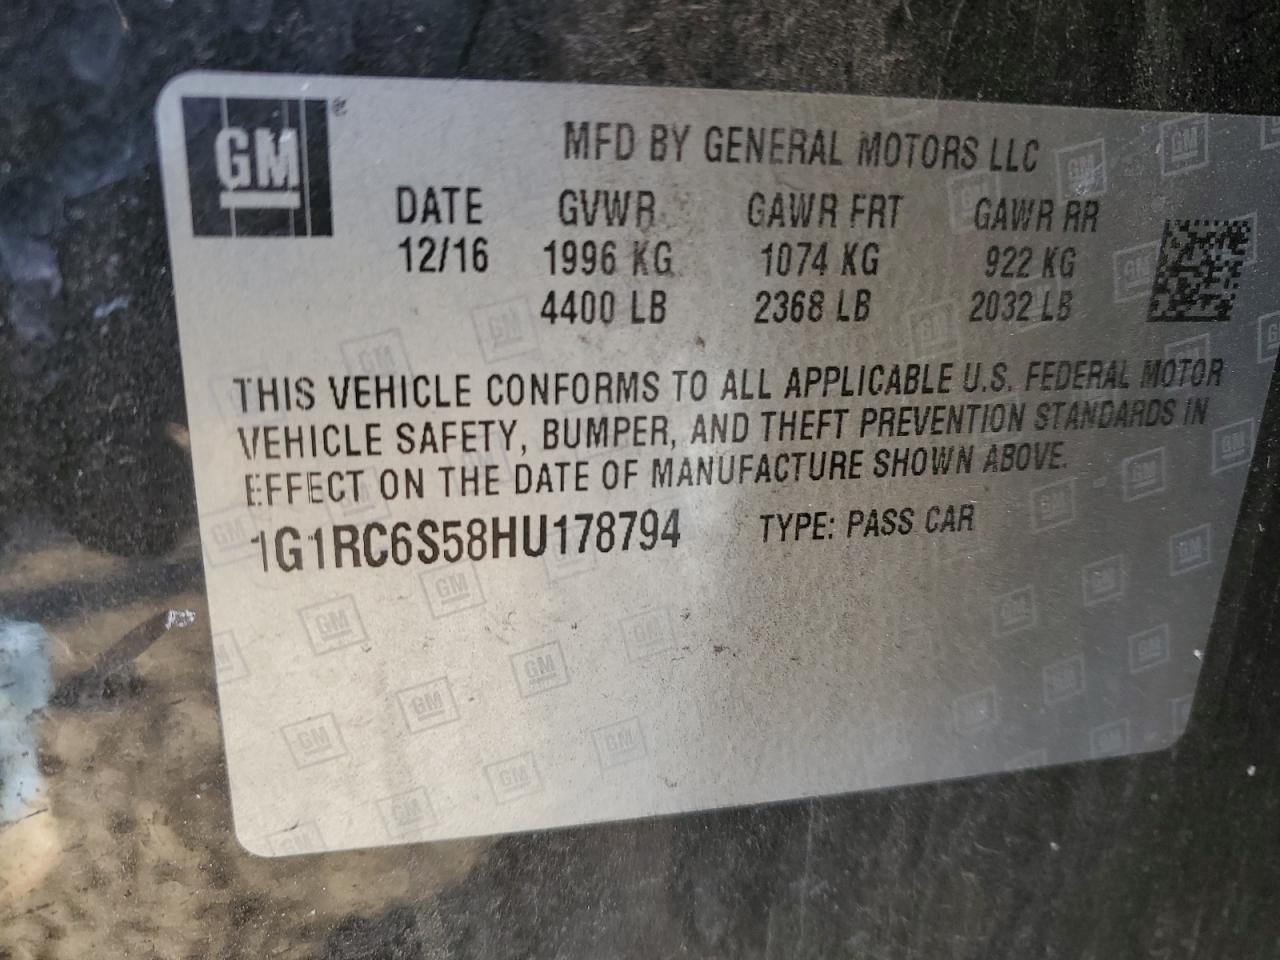 GM ®
MFD BY GENERAL MOTORS LLC
DATE GVWR GAWR FRT GAWR RR
12/16 1996 KG 1074 KG 922 KG
4400 LB 2368 LB 2032 LB
THIS VEHICLE CONFORMS TO ALL APPLICABLE U.S. FEDERAL MOTOR
VEHICLE SAFETY, BUMPER, AND THEFT PREVENTION STANDARDS IN
EFFECT ON THE DATE OF MANUFACTURE SHOWN ABOVE.
1G1RC6S58HU178794 TYPE: PASS CAR